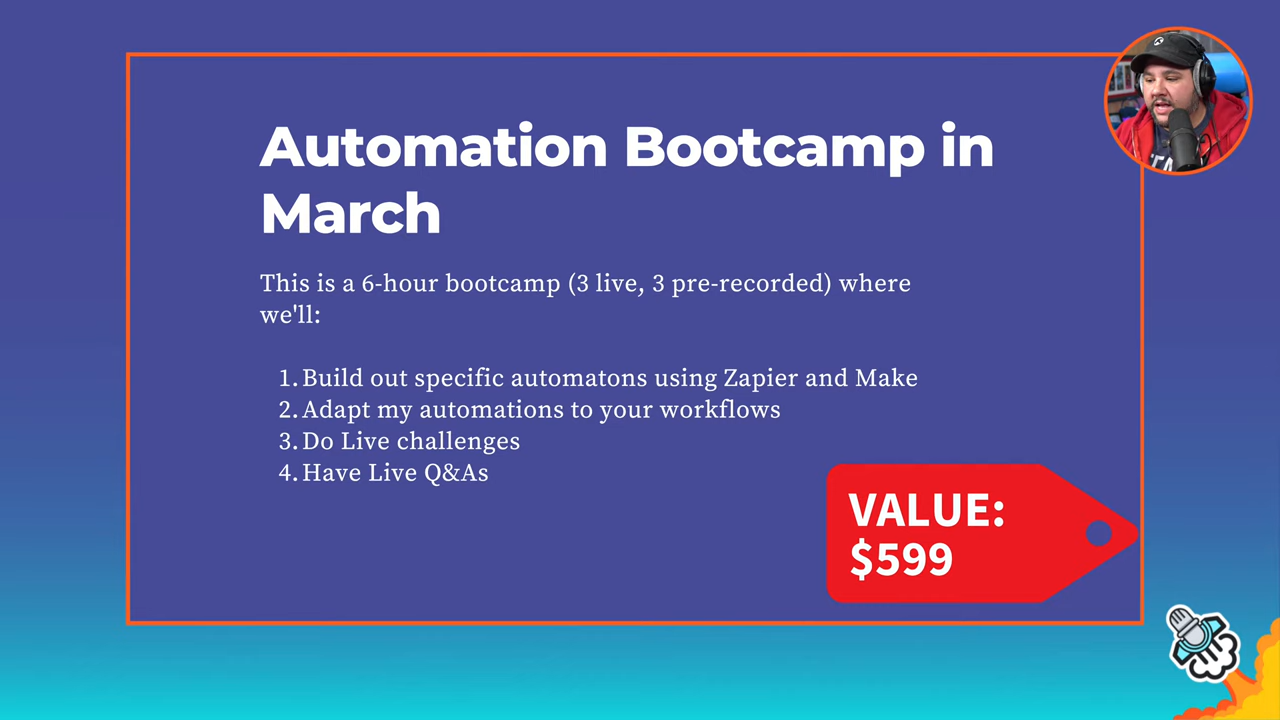 Automation Bootcamp in
March
This is a 6-hour bootcamp (3 live, 3 pre-recorded) where
we'll:
1. Build out specific automatons using Zapier and Make
2. Adapt my automations to your workflows
3. Do Live challenges
4. Have Live Q&As
VALUE:
$599